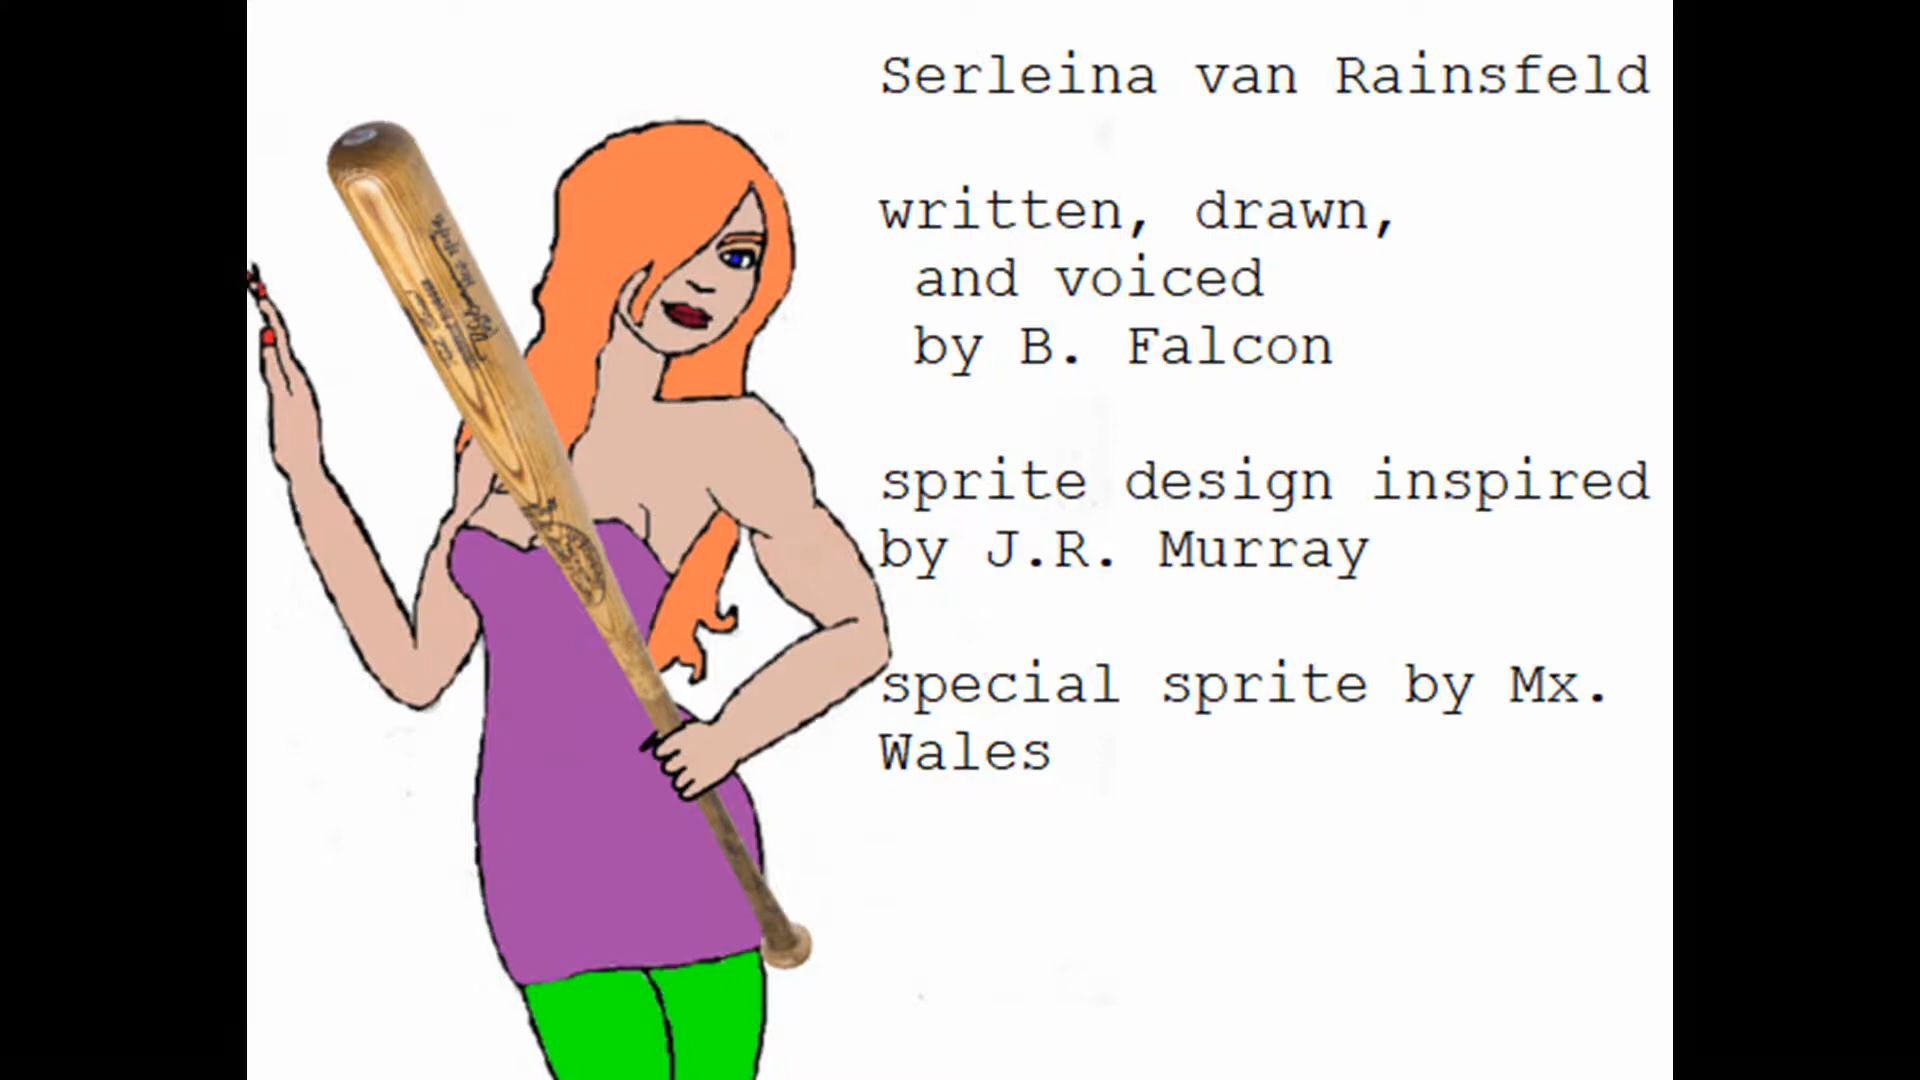 Serleina van Rainsfeld
written, drawn,
and voiced
by B. Falcon
sprite design inspired
by J.R. Murray
special sprite by Mx.
Wales